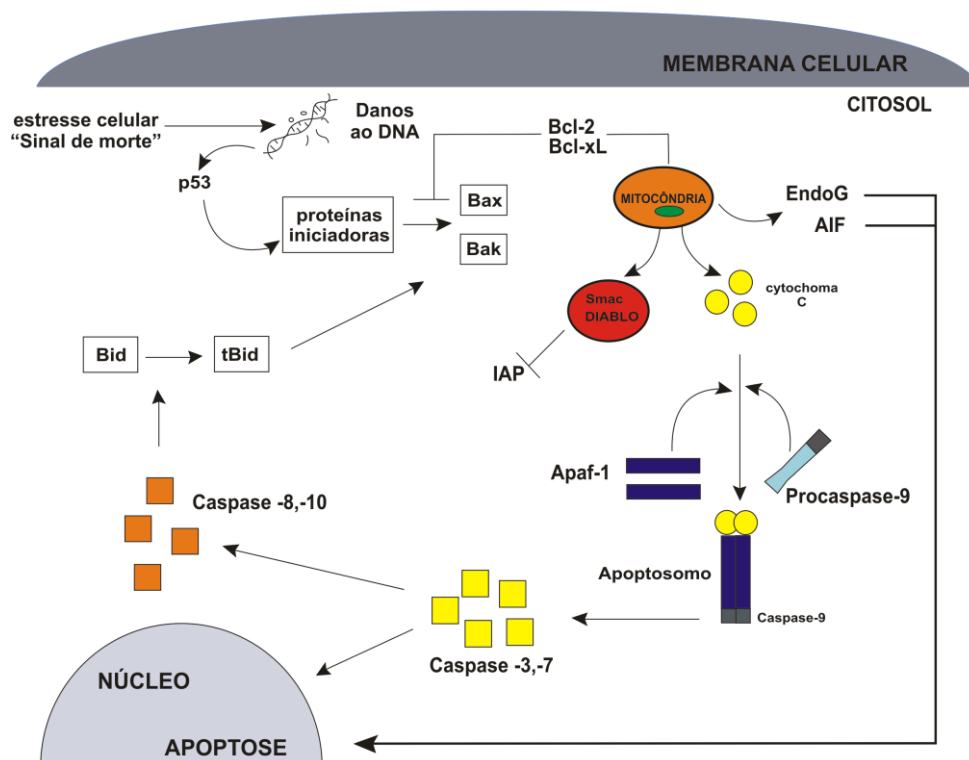 MEMBRANA CELULAR
CITOSOL
estresse celular
“Sinal de morte”
Danos
ao DNA
p53
proteínas
iniciadoras
Bax
Bak
Bcl-2
Bcl-xL
MITOCÔNDRIA
EndoG
AIF
Smac
DIABLO
cytochoma
C
IAP
Bid
tBid
Apaf-1
Procaspase-9
Caspase -8,-10
Apoptosomo
Caspase-9
Caspase -3,-7
NÚCLEO
APOPTOSE